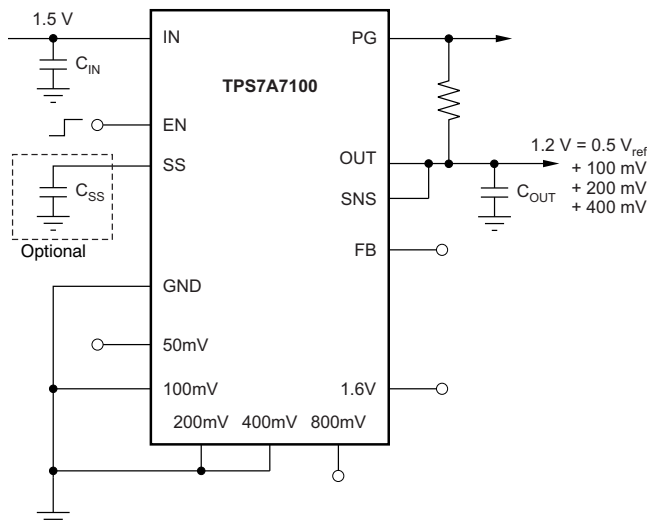 1.5 V
IN
PG
C_IN
TPS7A7100
EN
SS
OUT
1.2 V = 0.5 V_ref
+ 100 mV
+ 200 mV
+ 400 mV
C_SS
SNS
C_OUT
Optional
FB
GND
50mV
100mV
1.6V
200mV 400mV 800mV